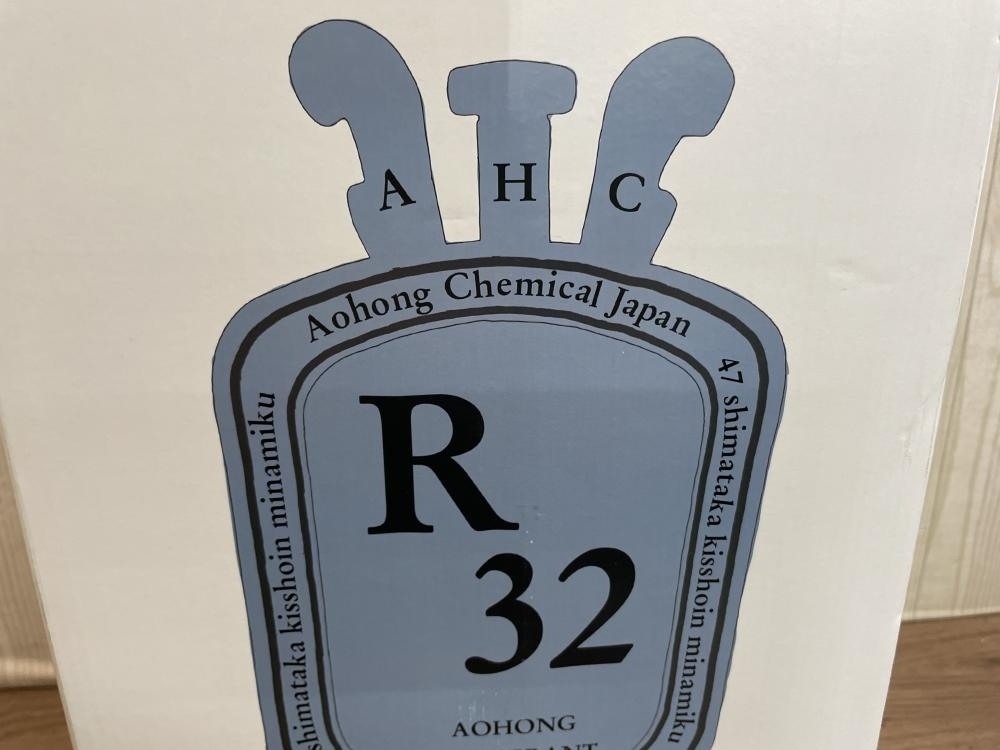 A H C
Aohong Chemical Japan
47 shimataka kisshoin minamiku
shimataka kisshoin minamiku
R
32
AOHONG